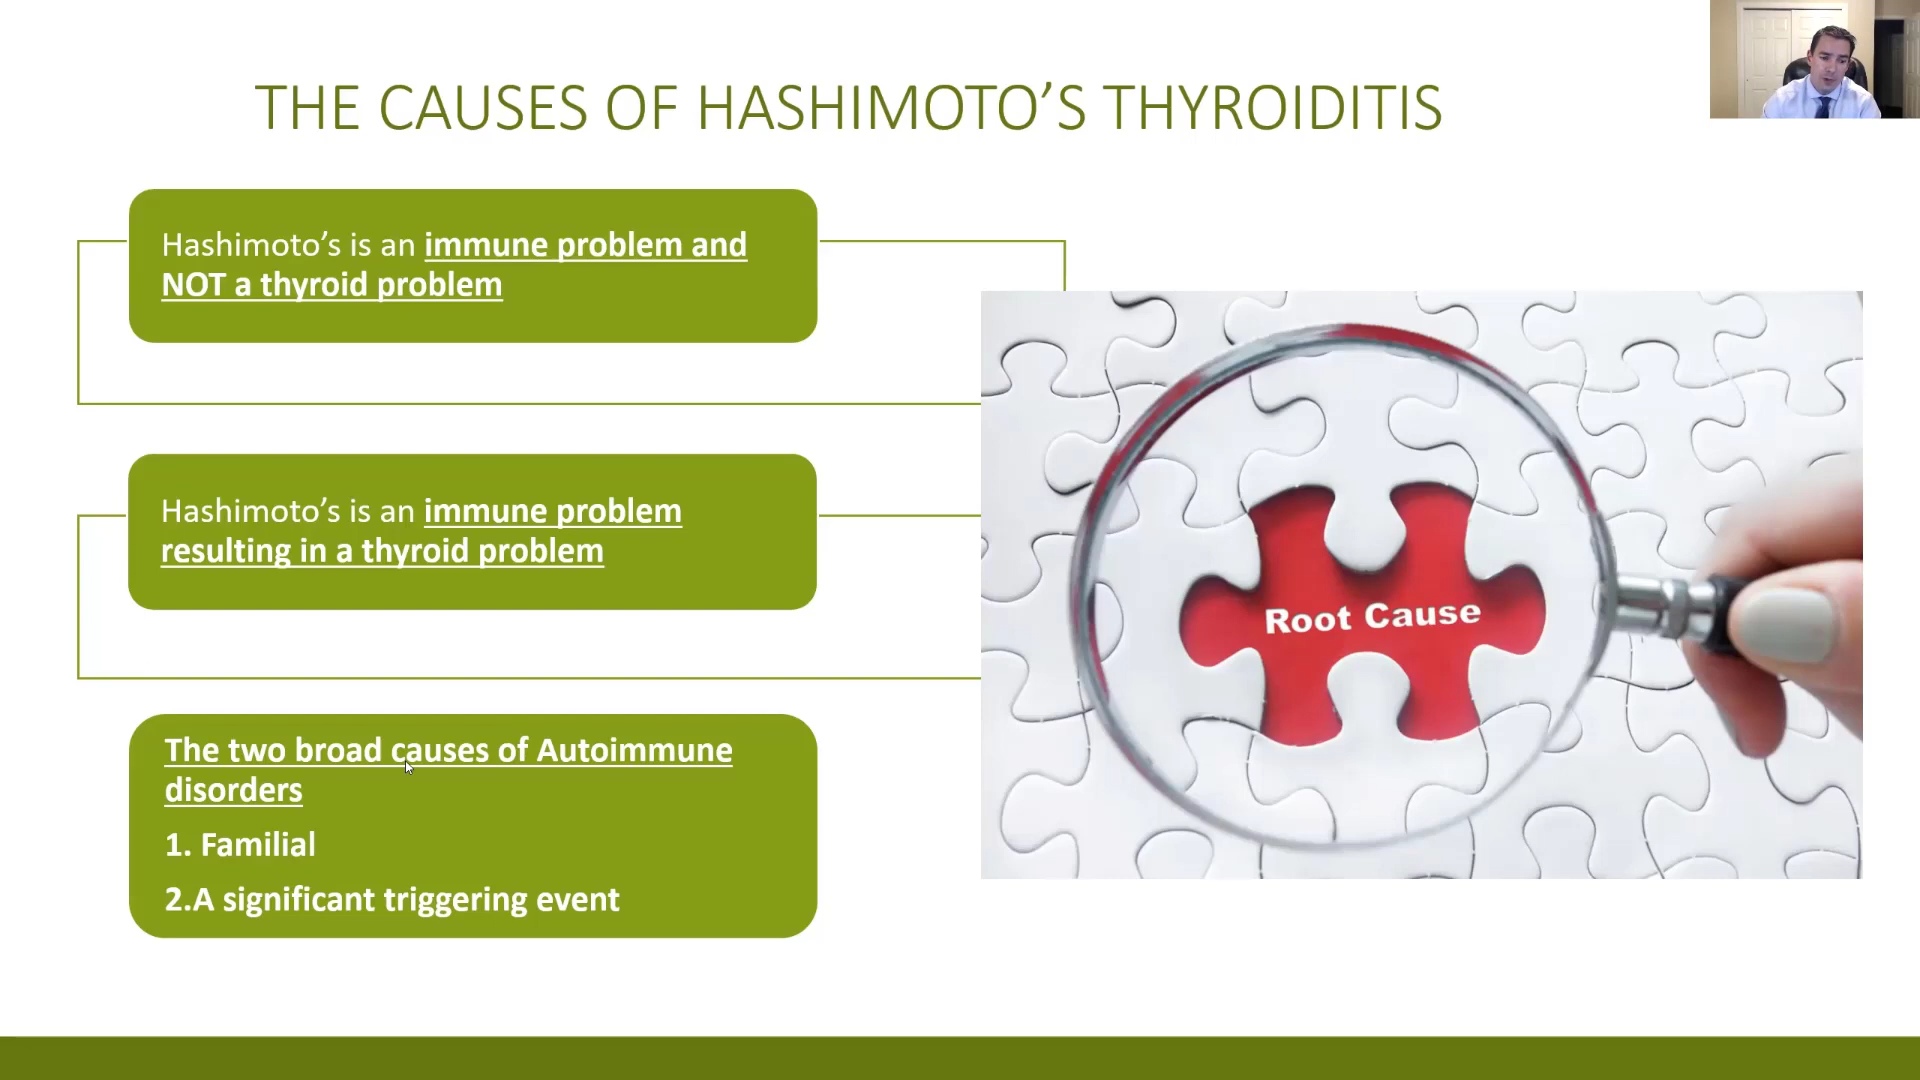 THE CAUSES OF HASHIMOTO’S THYROIDITIS
Hashimoto’s is an immune problem and
NOT a thyroid problem
Hashimoto’s is an immune problem
resulting in a thyroid problem
The two broad causes of Autoimmune
disorders
1. Familial
2.A significant triggering event
Root Cause